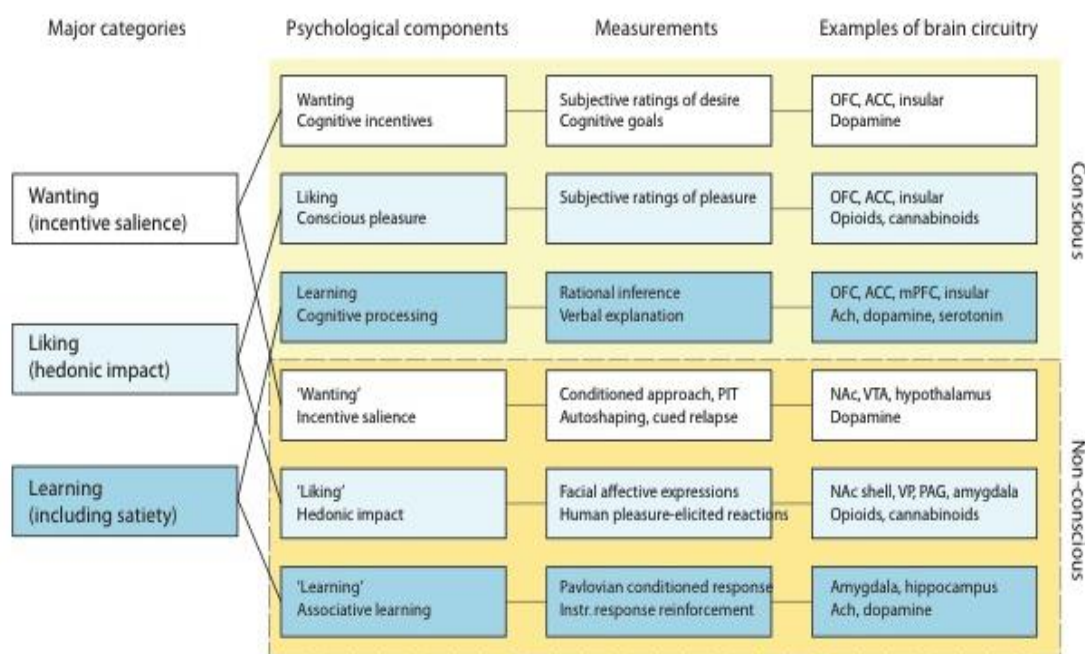 Major categories
Psychological components
Measurements
Examples of brain circuitry
Wanting
(incentive salience)
Liking
(hedonic impact)
Learning
(including satiety)
Wanting
Cognitive incentives
Subjective ratings of desire
Cognitive goals
OFC, ACC, insular
Dopamine
Liking
Conscious pleasure
Subjective ratings of pleasure
OFC, ACC, insular
Opioids, cannabinoids
Learning
Cognitive processing
Rational inference
Verbal explanation
OFC, ACC, mPFC, insular
Ach, dopamine, serotonin
Conscious
'Wanting'
Incentive salience
Conditioned approach, PIT
Autoshaping, cued relapse
NAc, VTA, hypothalamus
Dopamine
'Liking'
Hedonic impact
Facial affective expressions
Human pleasure-elicited reactions
NAc shell, VP, PAG, amygdala
Opioids, cannabinoids
'Learning'
Associative learning
Pavlovian conditioned response
Instr. response reinforcement
Amygdala, hippocampus
Ach, dopamine
Non-conscious